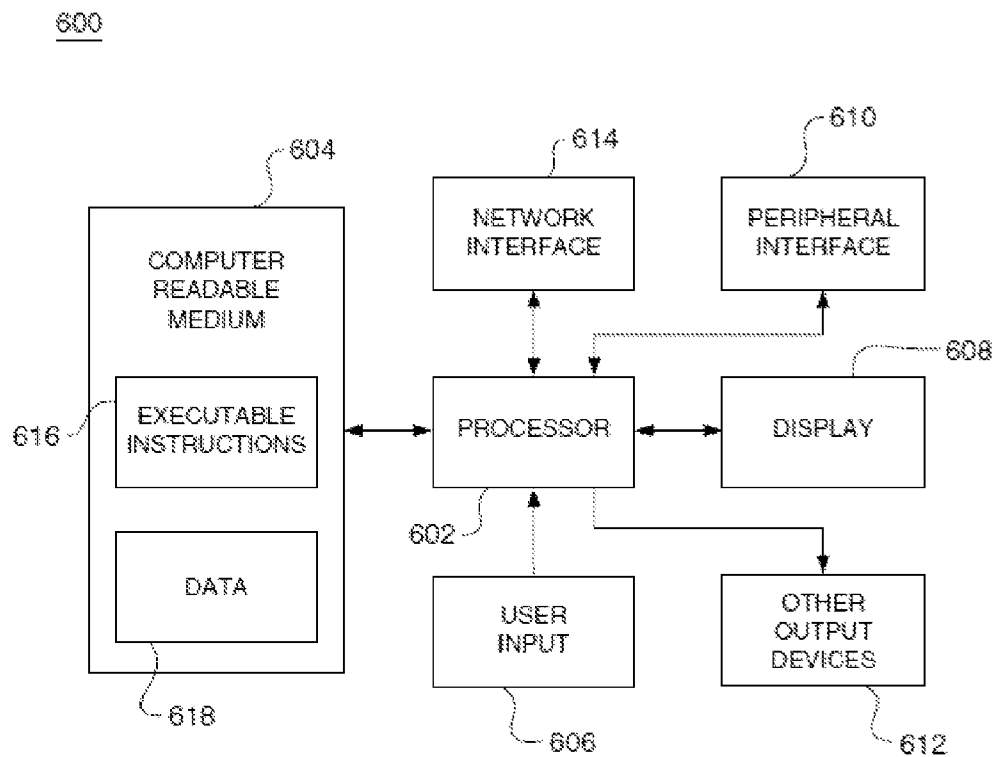 600
604
614
610
COMPUTER
READABLE
MEDIUM
NETWORK
INTERFACE
PERIPHERAL
INTERFACE
608
616
EXECUTABLE
INSTRUCTIONS
PROCESSOR
DISPLAY
602
DATA
USER
INPUT
OTHER
OUTPUT
DEVICES
618
606
612